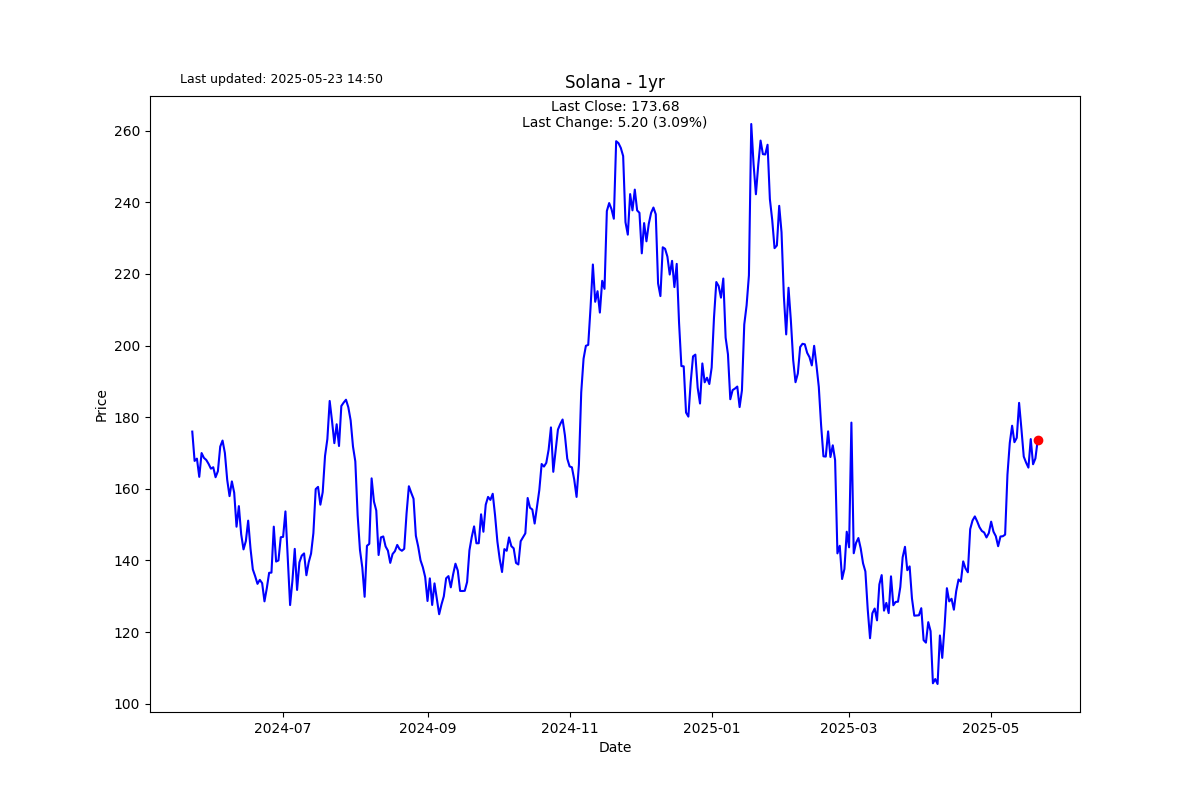 Last updated: 2025-05-23 14:50
Solana - 1yr
Last Close: 173.68
Last Change: 5.20 (3.09%)
260
240
220
200
180
160
140
120
100
Price
2024-07
2024-09
2024-11
2025-01
2025-03
2025-05
Date